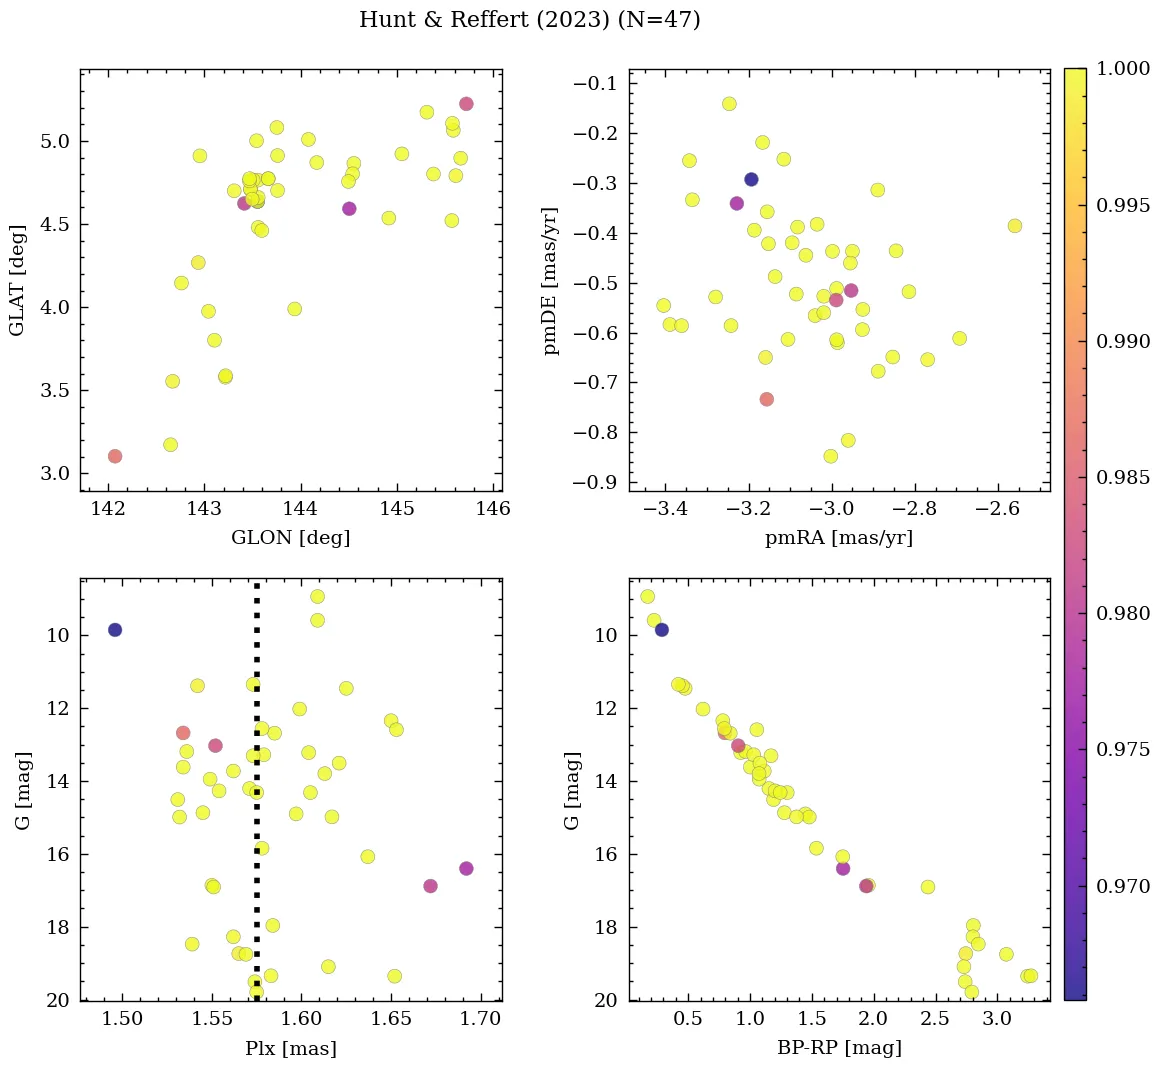 Hunt & Reffert (2023) (N=47)
5.0
4.5
4.0
3.5
3.0
GLAT [deg]
142 143 144 145 146
GLON [deg]
−0.1
−0.2
−0.3
−0.4
−0.5
−0.6
−0.7
−0.8
−0.9
pmDE [mas/yr]
−3.4 −3.2 −3.0 −2.8 −2.6
pmRA [mas/yr]
10
12
14
16
18
20
G [mag]
1.50 1.55 1.60 1.65 1.70
Plx [mas]
10
12
14
16
18
20
G [mag]
0.5 1.0 1.5 2.0 2.5 3.0
BP-RP [mag]
1.000
0.995
0.990
0.985
0.980
0.975
0.970